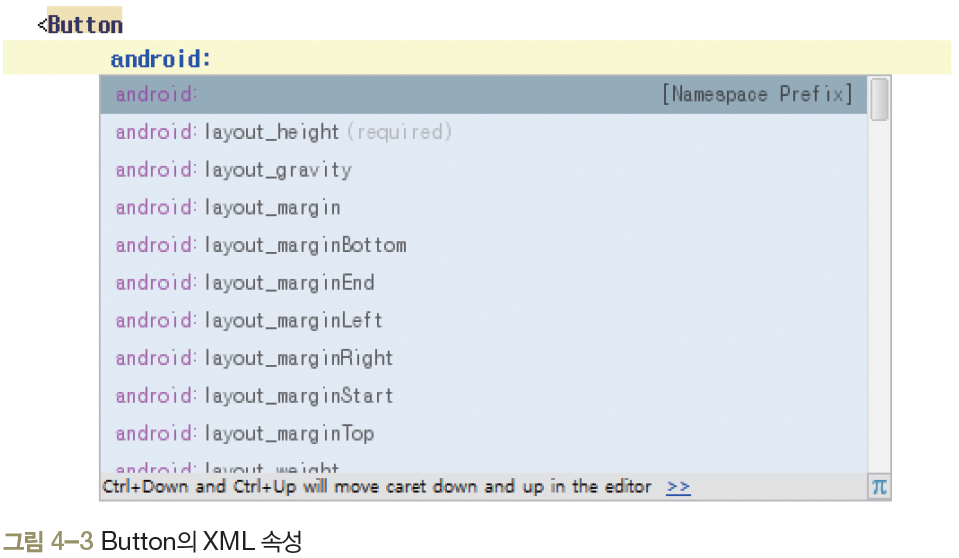 <Button
android:
android: [Namespace Prefix]
android:layout_height (required)
android:layout_gravity
android:layout_margin
android:layout_marginBottom
android:layout_marginEnd
android:layout_marginLeft
android:layout_marginRight
android:layout_marginStart
android:layout_marginTop
android:layout_weight
Ctrl+Down and Ctrl+Up will move caret down and up in the editor >> π
그림 4–3 Button의 XML 속성